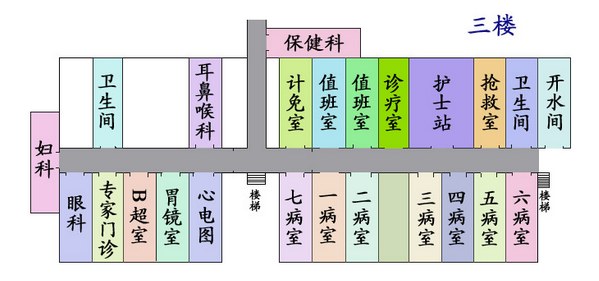 三楼
保健科
卫生间
耳鼻喉科
计免室
值班室
值班室
诊疗室
护士站
抢救室
卫生间
开水间
妇科
眼科
专家门诊
B超室
胃镜室
心电图
楼梯
七病室
一病室
二病室
三病室
四病室
五病室
六病室
楼梯